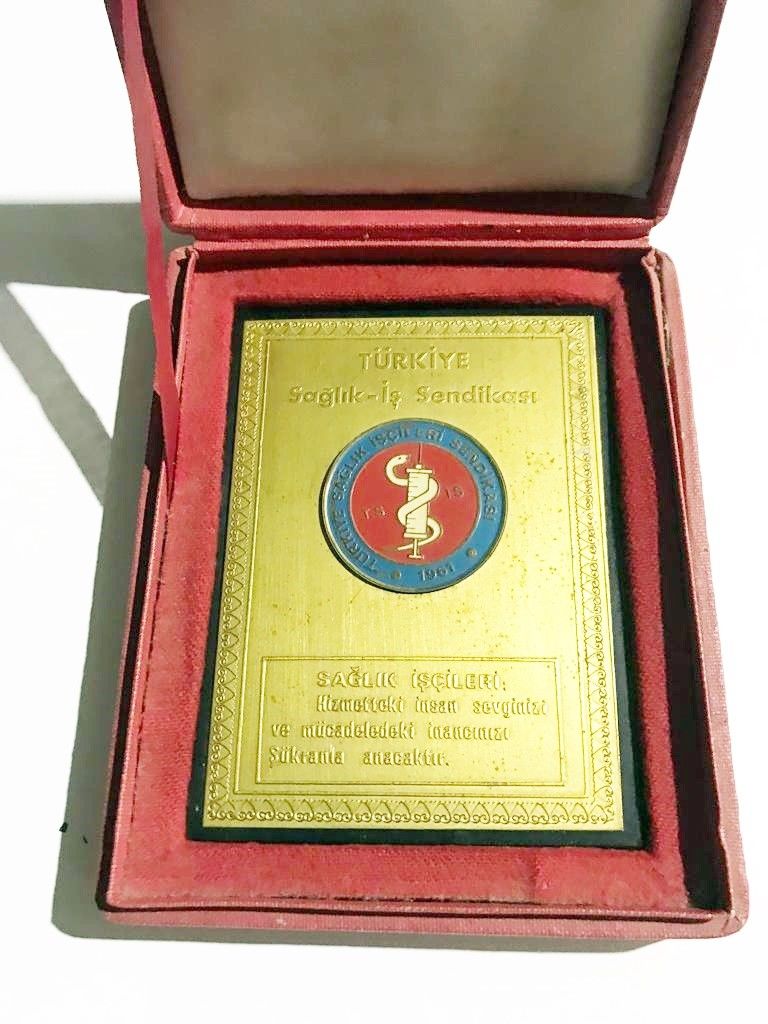 TÜRKİYE
Sağlık-İş Sendikası
TÜRKİYE SAĞLIK İŞÇİLERİ SENDİKASI
T.S. İ.S
1961
SAĞLIK İŞÇİLERİ;
Hizmetteki insan sevginizi
ve mücadeledeki inancınızı
Şükranla anacaktır.